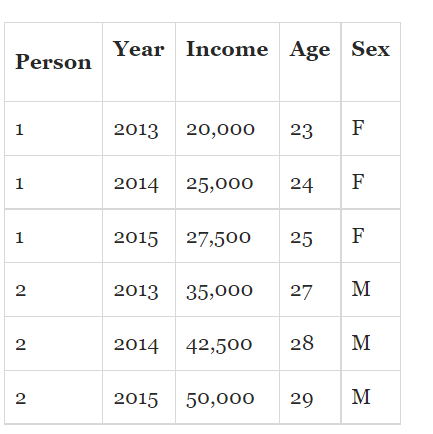 Person Year Income Age Sex
1 2013 20,000 23 F
1 2014 25,000 24 F
1 2015 27,500 25 F
2 2013 35,000 27 M
2 2014 42,500 28 M
2 2015 50,000 29 M